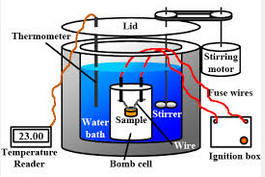 Lid
Thermometer
Stirring
motor
Fuse wires
Water
bath
Sample
Stirrer
Wire
23.00
Temperature
Reader
Bomb cell
Ignition box